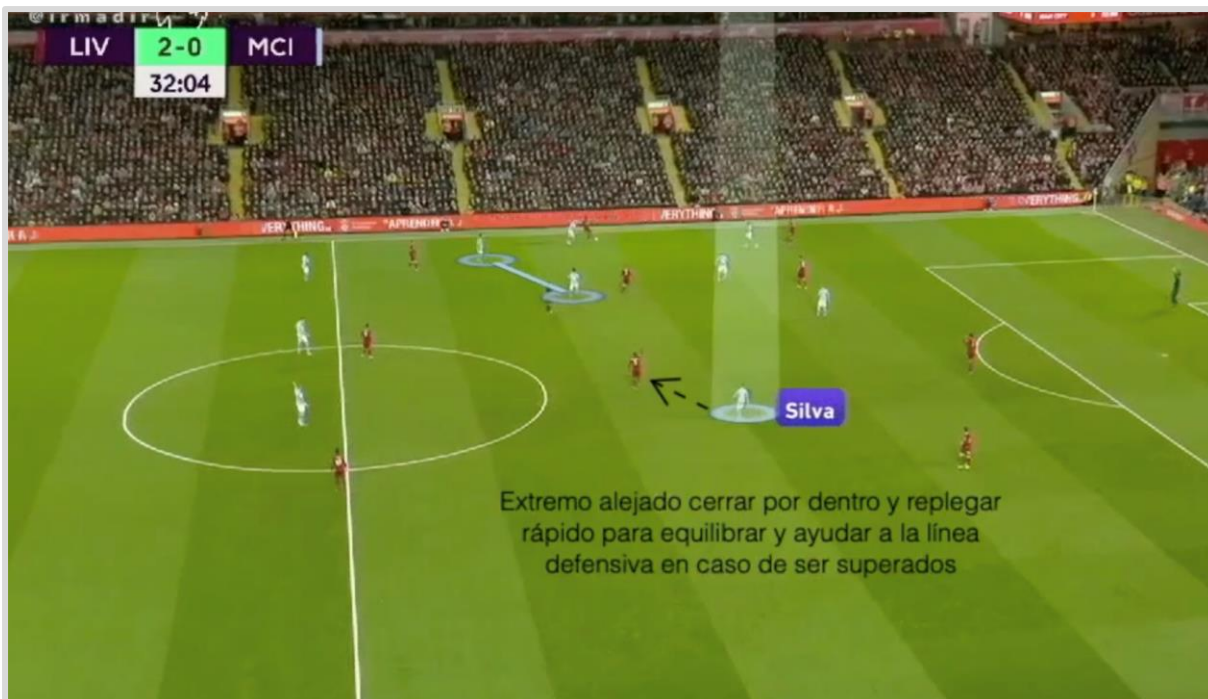 @irmadir
LIV 2-0 MCI
32:04
Silva
Extremo alejado cerrar por dentro y replegar
rápido para equilibrar y ayudar a la línea
defensiva en caso de ser superados